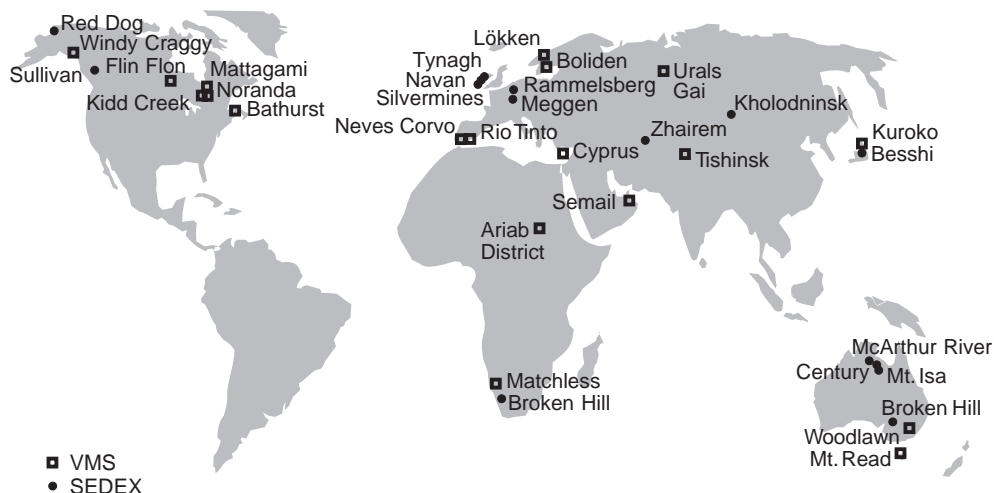 Red Dog
Windy Craggy
Sullivan
Flin Flon
Mattagami
Kidd Creek
Noranda
Bathurst
Lökken
Boliden
Tynagh
Navan
Silvermines
Rammelsberg
Meggen
Urals
Gai
Kholodninsk
Neves Corvo
Rio Tinto
Zhairem
Cyprus
Tishinsk
Kuroko
Besshi
Semail
Ariab
District
McArthur River
Century
Mt. Isa
Matchless
Broken Hill
Broken Hill
Woodlawn
Mt. Read
VMS
SEDEX